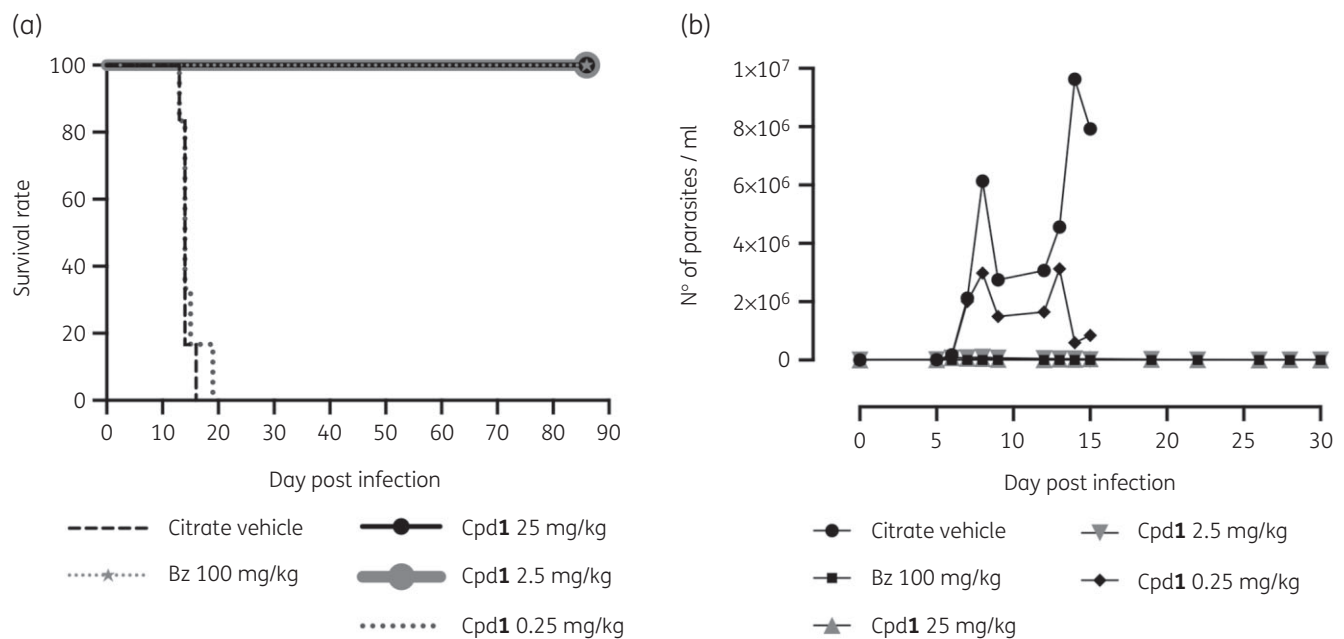 (a)
100
80
60
40
20
0
Survival rate
0 10 20 30 40 50 60 70 80 90
Day post infection
Citrate vehicle
Bz 100 mg/kg
Cpd1 25 mg/kg
Cpd1 2.5 mg/kg
Cpd1 0.25 mg/kg
(b)
1×10⁷
8×10⁶
6×10⁶
4×10⁶
2×10⁶
0
N° of parasites / ml
0 5 10 15 20 25 30
Day post infection
Citrate vehicle
Bz 100 mg/kg
Cpd1 25 mg/kg
Cpd1 2.5 mg/kg
Cpd1 0.25 mg/kg